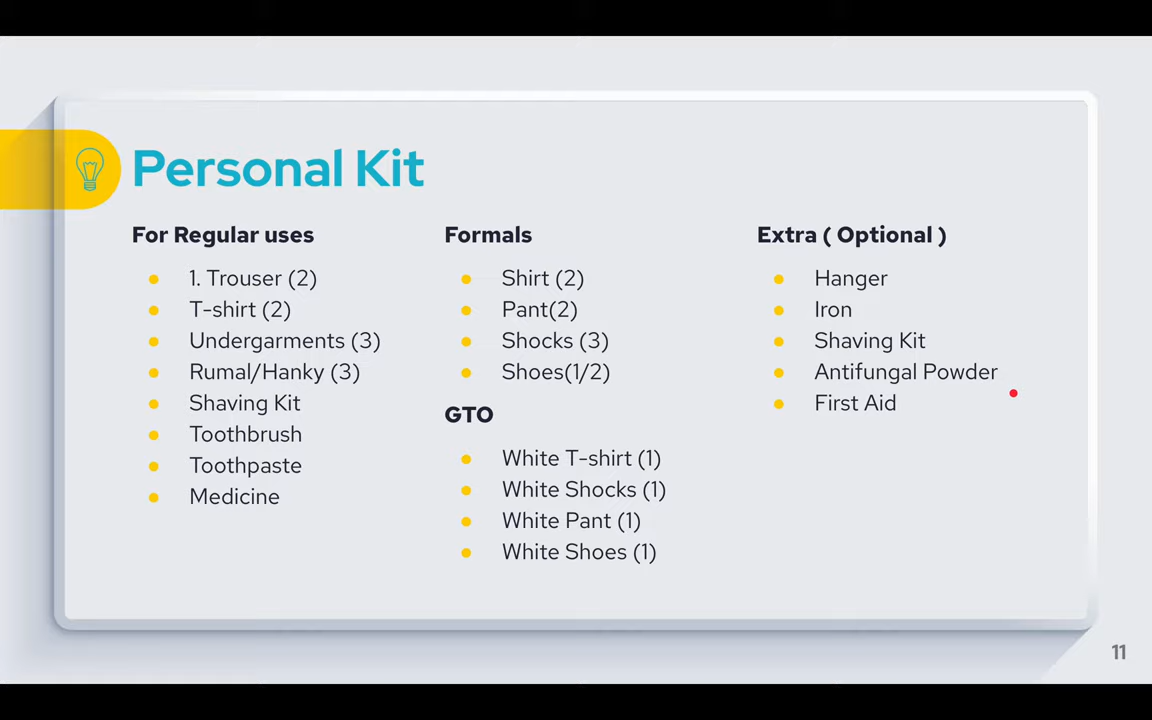 Personal Kit
For Regular uses
1. Trouser (2)
T-shirt (2)
Undergarments (3)
Rumal/Hanky (3)
Shaving Kit
Toothbrush
Toothpaste
Medicine
Formals
Shirt (2)
Pant(2)
Shocks (3)
Shoes(1/2)
GTO
White T-shirt (1)
White Shocks (1)
White Pant (1)
White Shoes (1)
Extra ( Optional )
Hanger
Iron
Shaving Kit
Antifungal Powder
First Aid
11